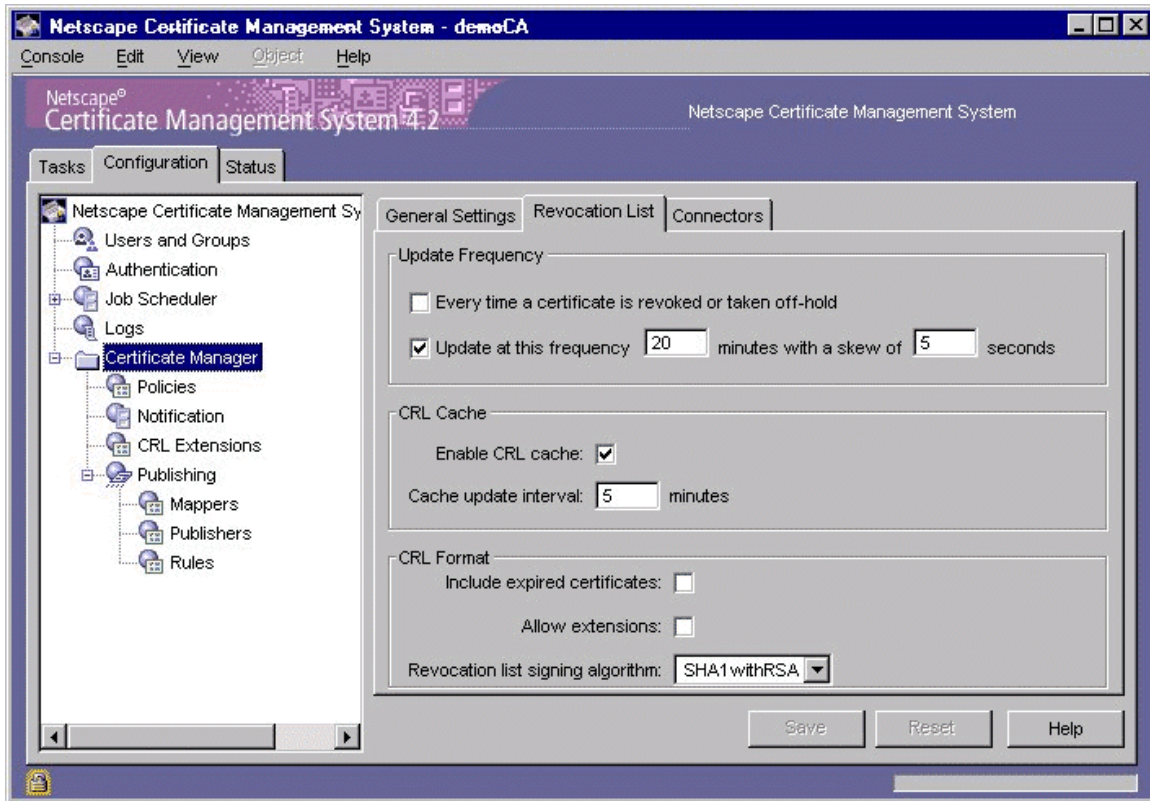 Netscape Certificate Management System - demoCA
Console Edit View Object Help
Netscape®
Certificate Management System 4.2
Netscape Certificate Management System
Tasks Configuration Status
Netscape Certificate Management Sy
Users and Groups
Authentication
Job Scheduler
Logs
Certificate Manager
Policies
Notification
CRL Extensions
Publishing
Mappers
Publishers
Rules
General Settings Revocation List Connectors
Update Frequency
Every time a certificate is revoked or taken off-hold
Update at this frequency 20 minutes with a skew of 5 seconds
CRL Cache
Enable CRL cache:
Cache update interval: 5 minutes
CRL Format
Include expired certificates:
Allow extensions:
Revocation list signing algorithm: SHA1withRSA
Save Reset Help